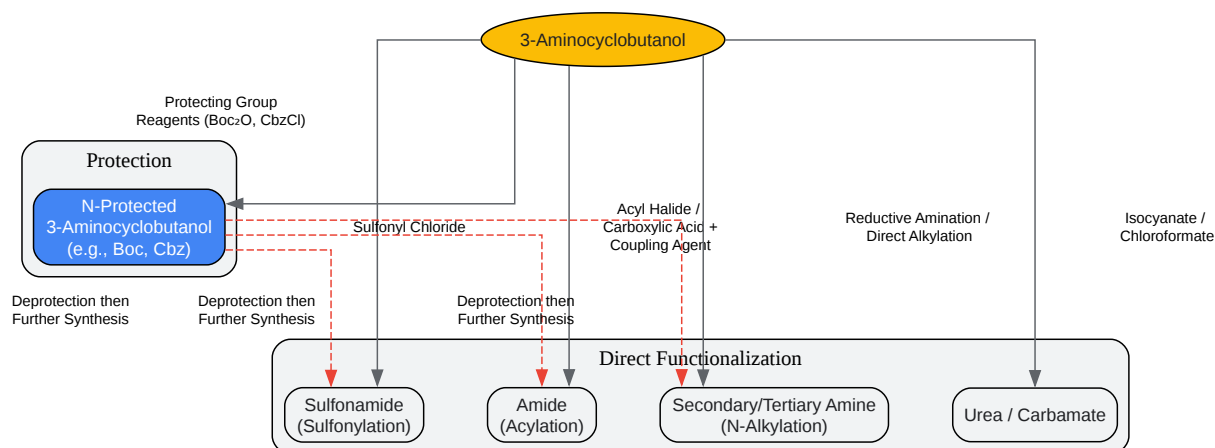 3-Aminocyclobutanol
Protecting Group
Reagents (Boc₂O, CbzCl)
Protection
N-Protected
3-Aminocyclobutanol
(e.g., Boc, Cbz)
Sulfonyl Chloride
Acyl Halide /
Carboxylic Acid +
Coupling Agent
Reductive Amination /
Direct Alkylation
Isocyanate /
Chloroformate
Deprotection then
Further Synthesis
Deprotection then
Further Synthesis
Deprotection then
Further Synthesis
Direct Functionalization
Sulfonamide
(Sulfonylation)
Amide
(Acylation)
Secondary/Tertiary Amine
(N-Alkylation)
Urea / Carbamate